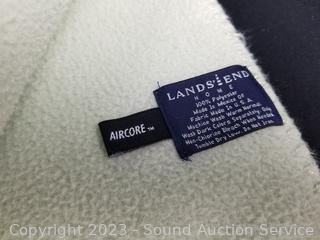 LANDS' END
HOME
100% Polyester
Made in Mexico Of
Fabric Made in U.S.A.
Machine Wash Warm Normal.
Wash Dark Colors Separately. Only
Non-Chlorine Bleach When Needed.
Tumble Dry Low. Do Not Iron.
AIRCORE™
Copyright 2023 - Sound Auction Service -